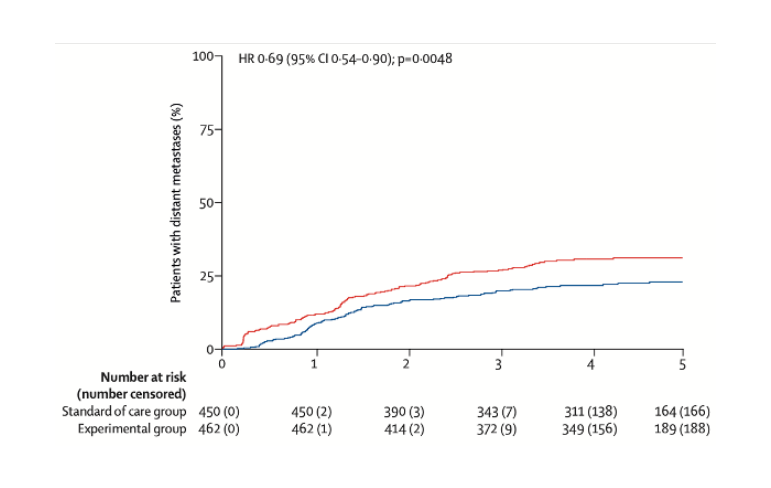 HR 0·69 (95% CI 0·54–0·90); p=0·0048
Patients with distant metastases (%)
100
75
50
25
0
0 1 2 3 4 5
Number at risk
(number censored)
Standard of care group 450 (0) 450 (2) 390 (3) 343 (7) 311 (138) 164 (166)
Experimental group 462 (0) 462 (1) 414 (2) 372 (9) 349 (156) 189 (188)